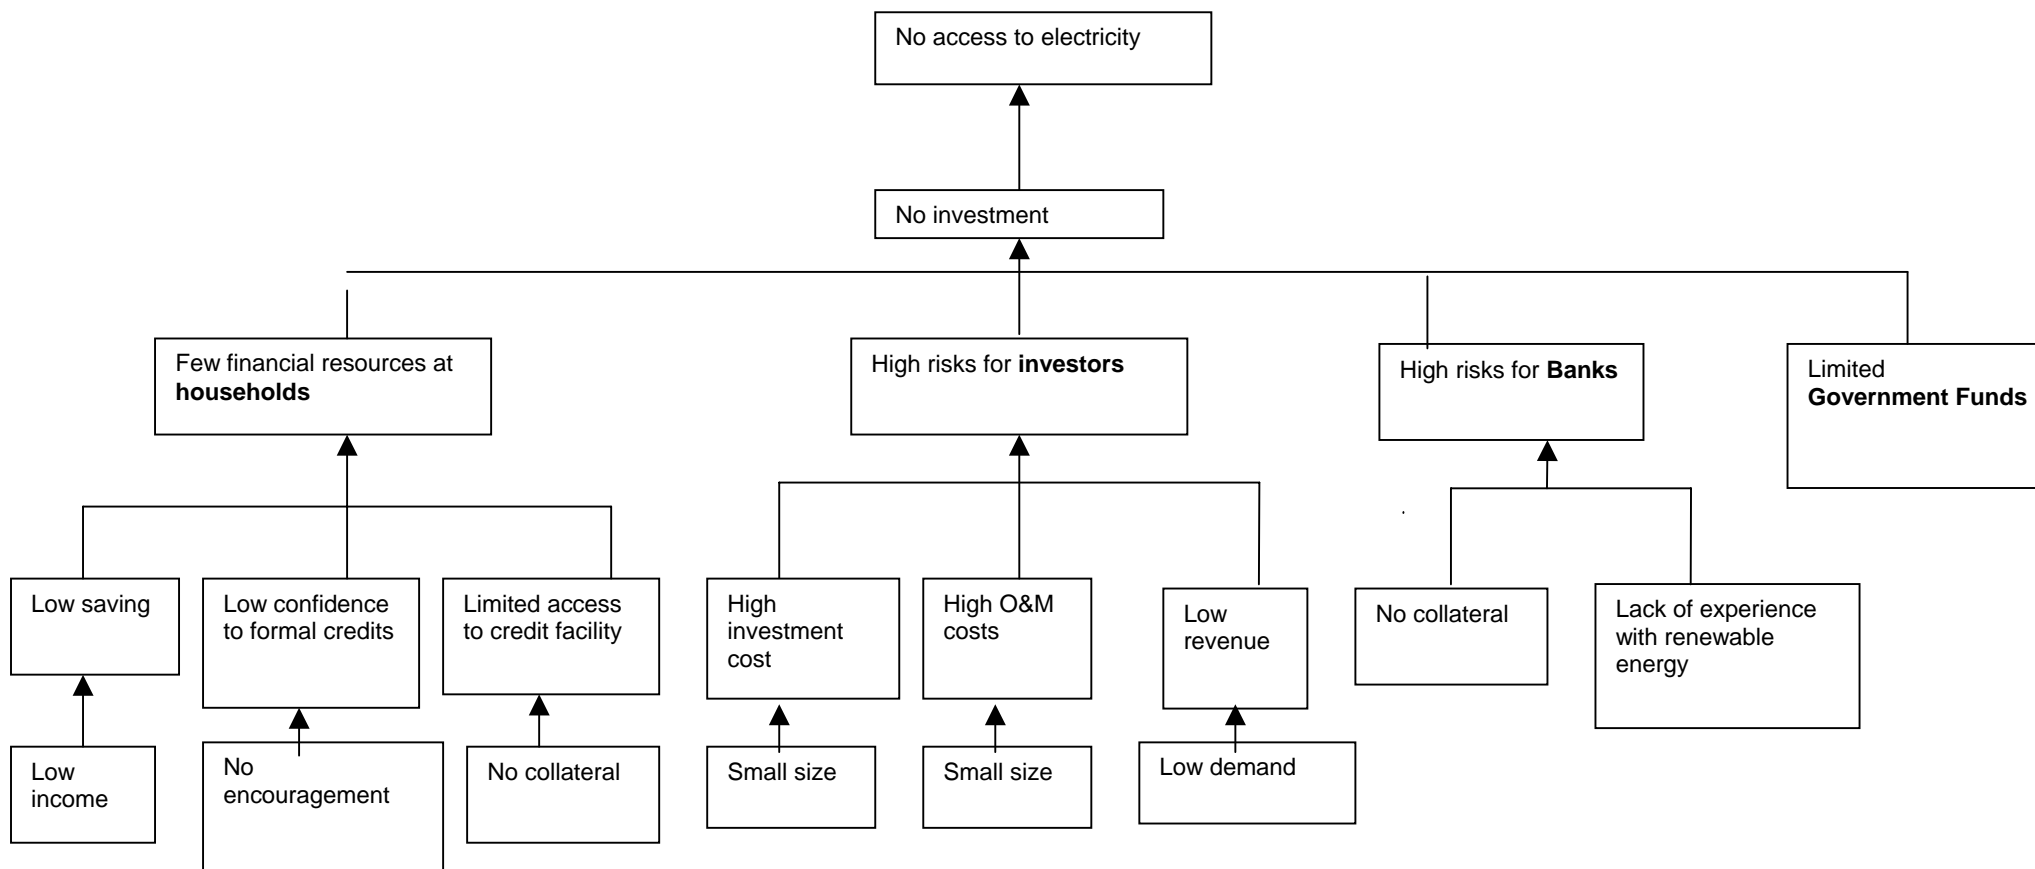 No access to electricity
No investment
Few financial resources at
households
High risks for investors
High risks for Banks
Limited
Government Funds
Low saving
Low confidence
to formal credits
Limited access
to credit facility
High
investment
cost
High O&M
costs
Low
revenue
No collateral
Lack of experience
with renewable
energy
Low
income
No
encouragement
No collateral
Small size
Small size
Low demand